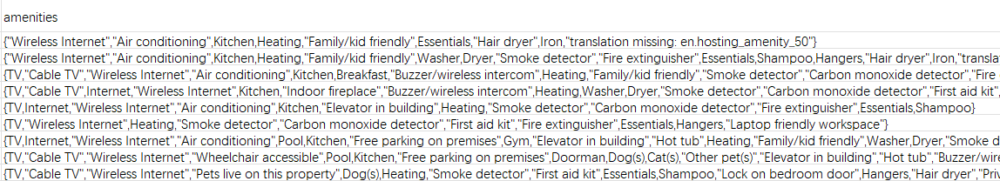 amenities
{"Wireless Internet","Air conditioning",Kitchen,Heating,"Family/kid friendly",Essentials,"Hair dryer",Iron,"translation missing: en.hosting_amenity_50"}
{"Wireless Internet","Air conditioning",Kitchen,Heating,"Family/kid friendly",Washer,Dryer,"Smoke detector","Fire extinguisher",Essentials,Shampoo,Hangers,"Hair dryer",Iron,"transla
{TV,"Cable TV","Wireless Internet","Air conditioning",Kitchen,Breakfast,"Buzzer/wireless intercom",Heating,"Family/kid friendly","Smoke detector","Carbon monoxide detector","Fire
{TV,"Cable TV",Internet,"Wireless Internet",Kitchen,"Indoor fireplace","Buzzer/wireless intercom",Heating,Washer,Dryer,"Smoke detector","Carbon monoxide detector","First aid kit",
{TV,Internet,"Wireless Internet","Air conditioning",Kitchen,"Elevator in building",Heating,"Smoke detector","Carbon monoxide detector","Fire extinguisher",Essentials,Shampoo}
{TV,"Wireless Internet",Heating,"Smoke detector","Carbon monoxide detector","First aid kit","Fire extinguisher",Essentials,Hangers,"Laptop friendly workspace"}
{TV,Internet,"Wireless Internet","Air conditioning",Pool,Kitchen,"Free parking on premises",Gym,"Elevator in building","Hot tub",Heating,"Family/kid friendly",Washer,Dryer,"Smoke d
{TV,"Cable TV","Wireless Internet","Wheelchair accessible",Pool,Kitchen,"Free parking on premises",Doorman,Dog(s),Cat(s),"Other pet(s)","Elevator in building","Hot tub","Buzzer/wire
{TV,"Wireless Internet","Pets live on this property",Dog(s),Heating,"Smoke detector","First aid kit",Essentials,Shampoo,"Lock on bedroom door",Hangers,"Hair dryer","Priv